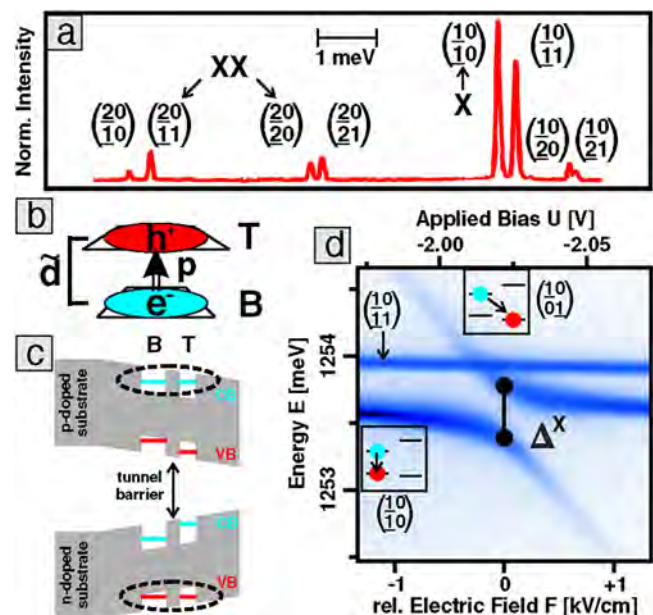 a
Norm. Intensity
1 meV
XX
X
(20 / 10)
(20 / 11)
(20 / 20)
(20 / 21)
(10 / 10)
(10 / 11)
(10 / 20)
(10 / 21)
b
h+
T
d̃
p
e-
B
c
B T
p-doped
substrate
CB
VB
tunnel
barrier
n-doped
substrate
CB
VB
d
Applied Bias U [V]
-2.00 -2.05
(10 / 11)
(10 / 01)
Energy E [meV]
1254
1253
Δ^X
(10 / 10)
-1 0 +1
rel. Electric Field F [kV/cm]